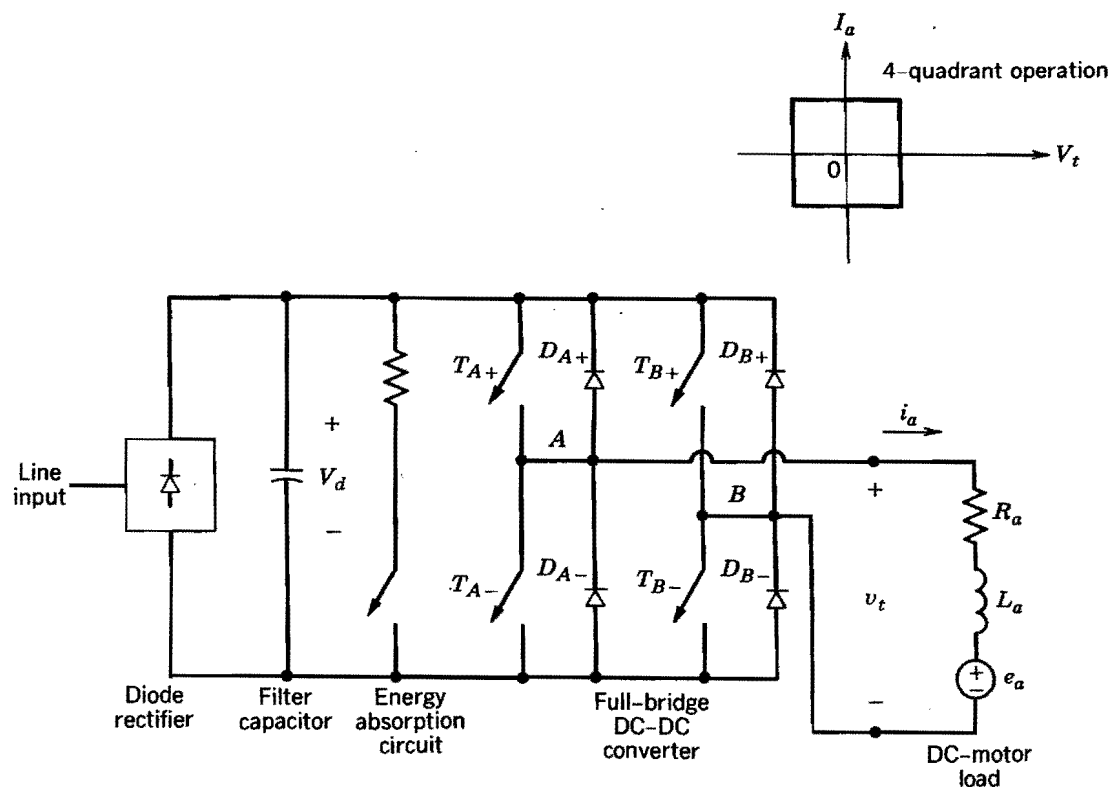 I_a
4-quadrant operation
V_t
0
T_A+
D_A+
T_B+
D_B+
+
V_d
−
A
B
i_a
+
v_t
−
Line
input
R_a
L_a
+
−
e_a
T_A−
D_A−
T_B−
D_B−
Diode
rectifier
Filter
capacitor
Energy
absorption
circuit
Full-bridge
DC-DC
converter
DC-motor
load